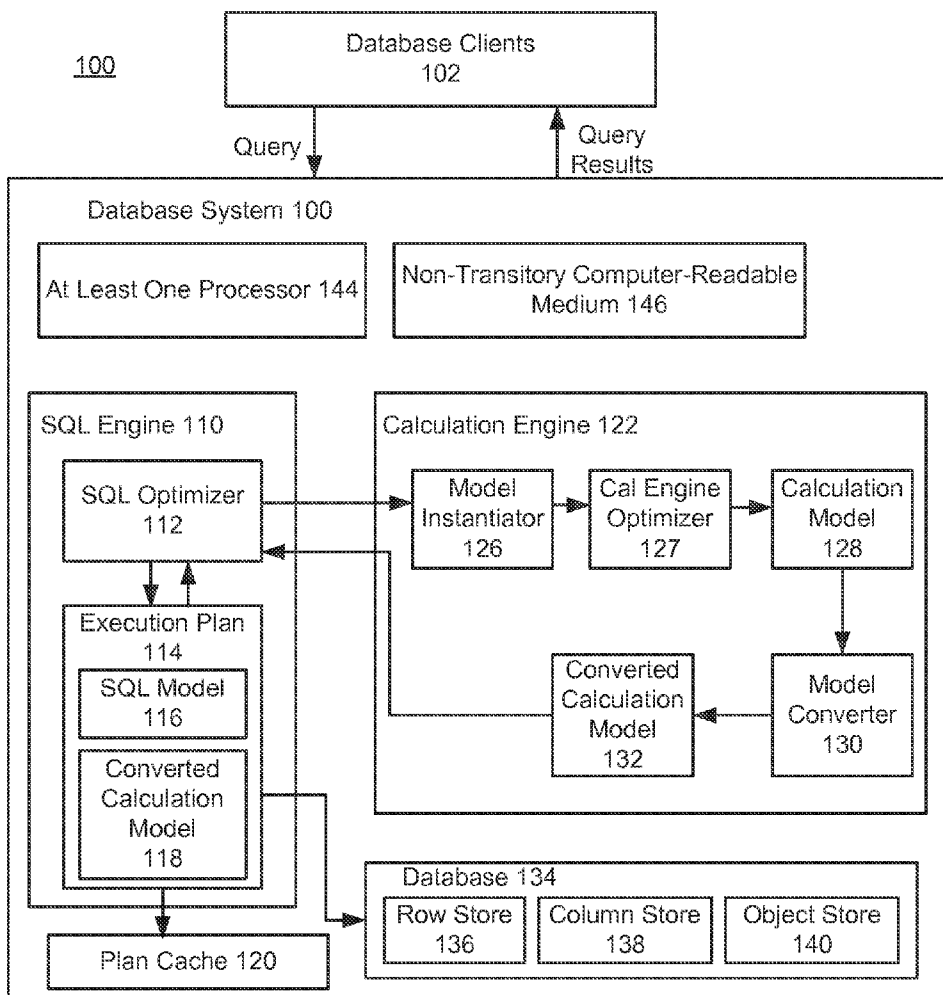 Database Clients
102
100
Query
Query
Results
Database System 100
At Least One Processor 144
Non-Transitory Computer-Readable
Medium 146
SQL Engine 110
SQL Optimizer
112
Execution Plan
114
SQL Model
116
Converted
Calculation
Model
118
Plan Cache 120
Calculation Engine 122
Model
Instantiator
126
Cal Engine
Optimizer
127
Calculation
Model
128
Converted
Calculation
Model
132
Model
Converter
130
Database 134
Row Store
136
Column Store
138
Object Store
140